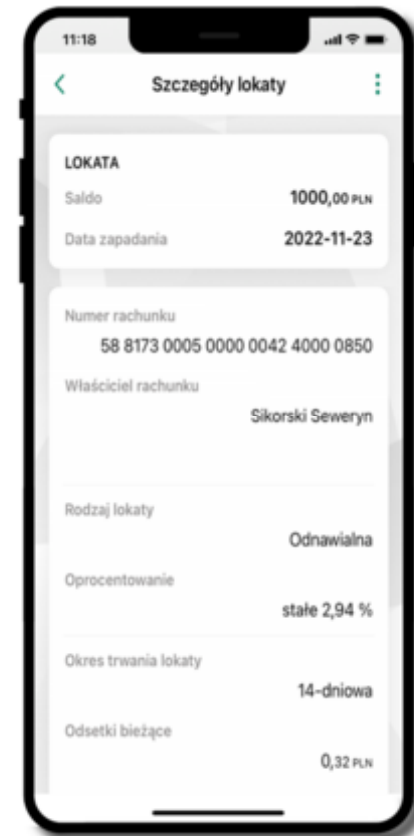 11:18
Szczegóły lokaty
LOKATA
Saldo 1000,00 PLN
Data zapadania 2022-11-23
Numer rachunku
58 8173 0005 0000 0042 4000 0850
Właściciel rachunku
Sikorski Seweryn
Rodzaj lokaty
Odnawialna
Oprocentowanie
stałe 2,94 %
Okres trwania lokaty
14-dniowa
Odsetki bieżące
0,32 PLN